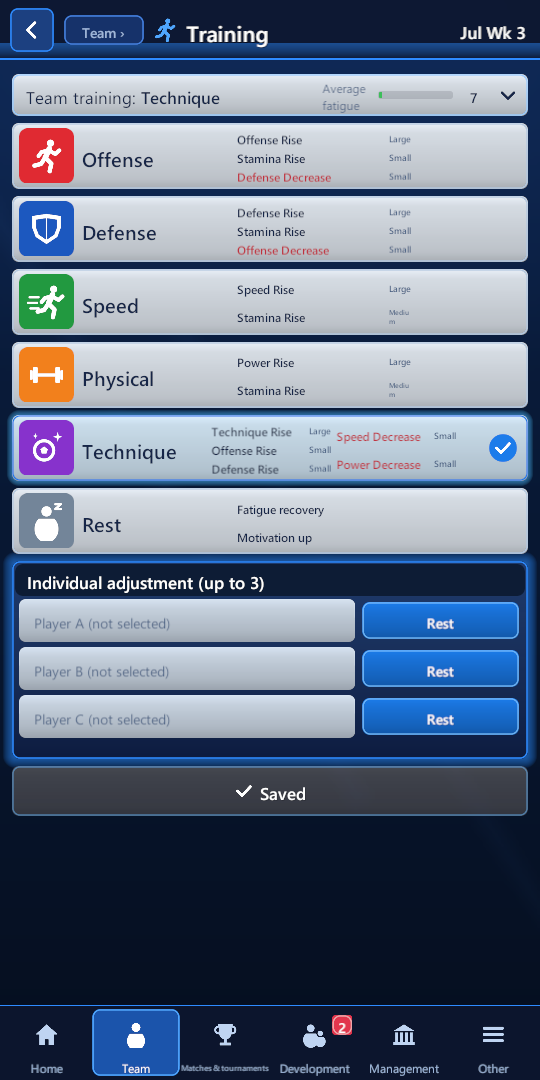 Team ›
Training
Jul Wk 3
Team training: Technique
Average
fatigue
7
Offense
Offense Rise Large
Stamina Rise Small
Defense Decrease Small
Defense
Defense Rise Large
Stamina Rise Small
Offense Decrease Small
Speed
Speed Rise Large
Stamina Rise Mediu
m
Physical
Power Rise Large
Stamina Rise Mediu
m
Technique
Technique Rise Large
Offense Rise Small
Defense Rise Small
Speed Decrease Small
Power Decrease Small
z
Rest
Fatigue recovery
Motivation up
Individual adjustment (up to 3)
Player A (not selected) Rest
Player B (not selected) Rest
Player C (not selected) Rest
Saved
2
Home Team Matches & tournaments Development Management Other